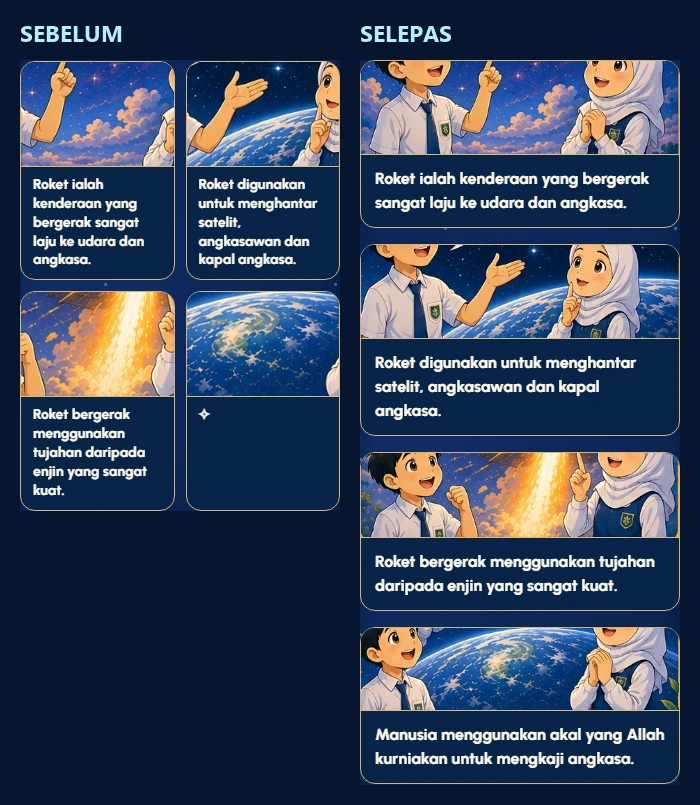 SEBELUM
Roket ialah
kenderaan yang
bergerak sangat
laju ke udara dan
angkasa.
Roket digunakan
untuk menghantar
satelit,
angkasawan dan
kapal angkasa.
Roket bergerak
menggunakan
tujahan daripada
enjin yang sangat
kuat.
SELEPAS
Roket ialah kenderaan yang bergerak
sangat laju ke udara dan angkasa.
Roket digunakan untuk menghantar
satelit, angkasawan dan kapal
angkasa.
Roket bergerak menggunakan tujahan
daripada enjin yang sangat kuat.
Manusia menggunakan akal yang Allah
kurniakan untuk mengkaji angkasa.